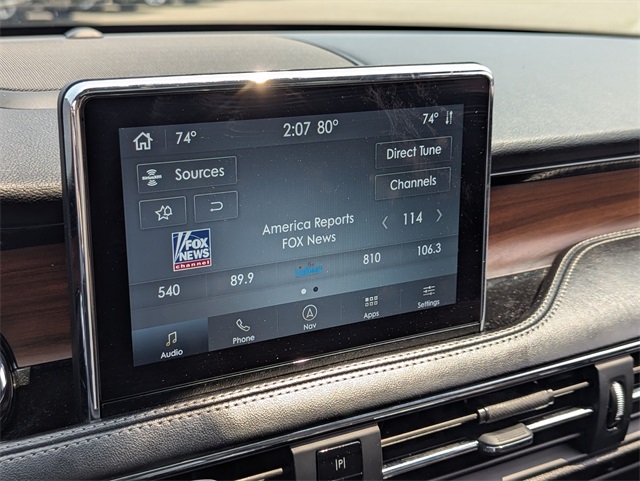 74° 2:07 80° 74°
SiriusXM Sources Direct Tune
Channels
America Reports
FOX News
114
FOX
NEWS
channel
540 89.9 810 106.3
Audio Phone Nav Apps Settings
P